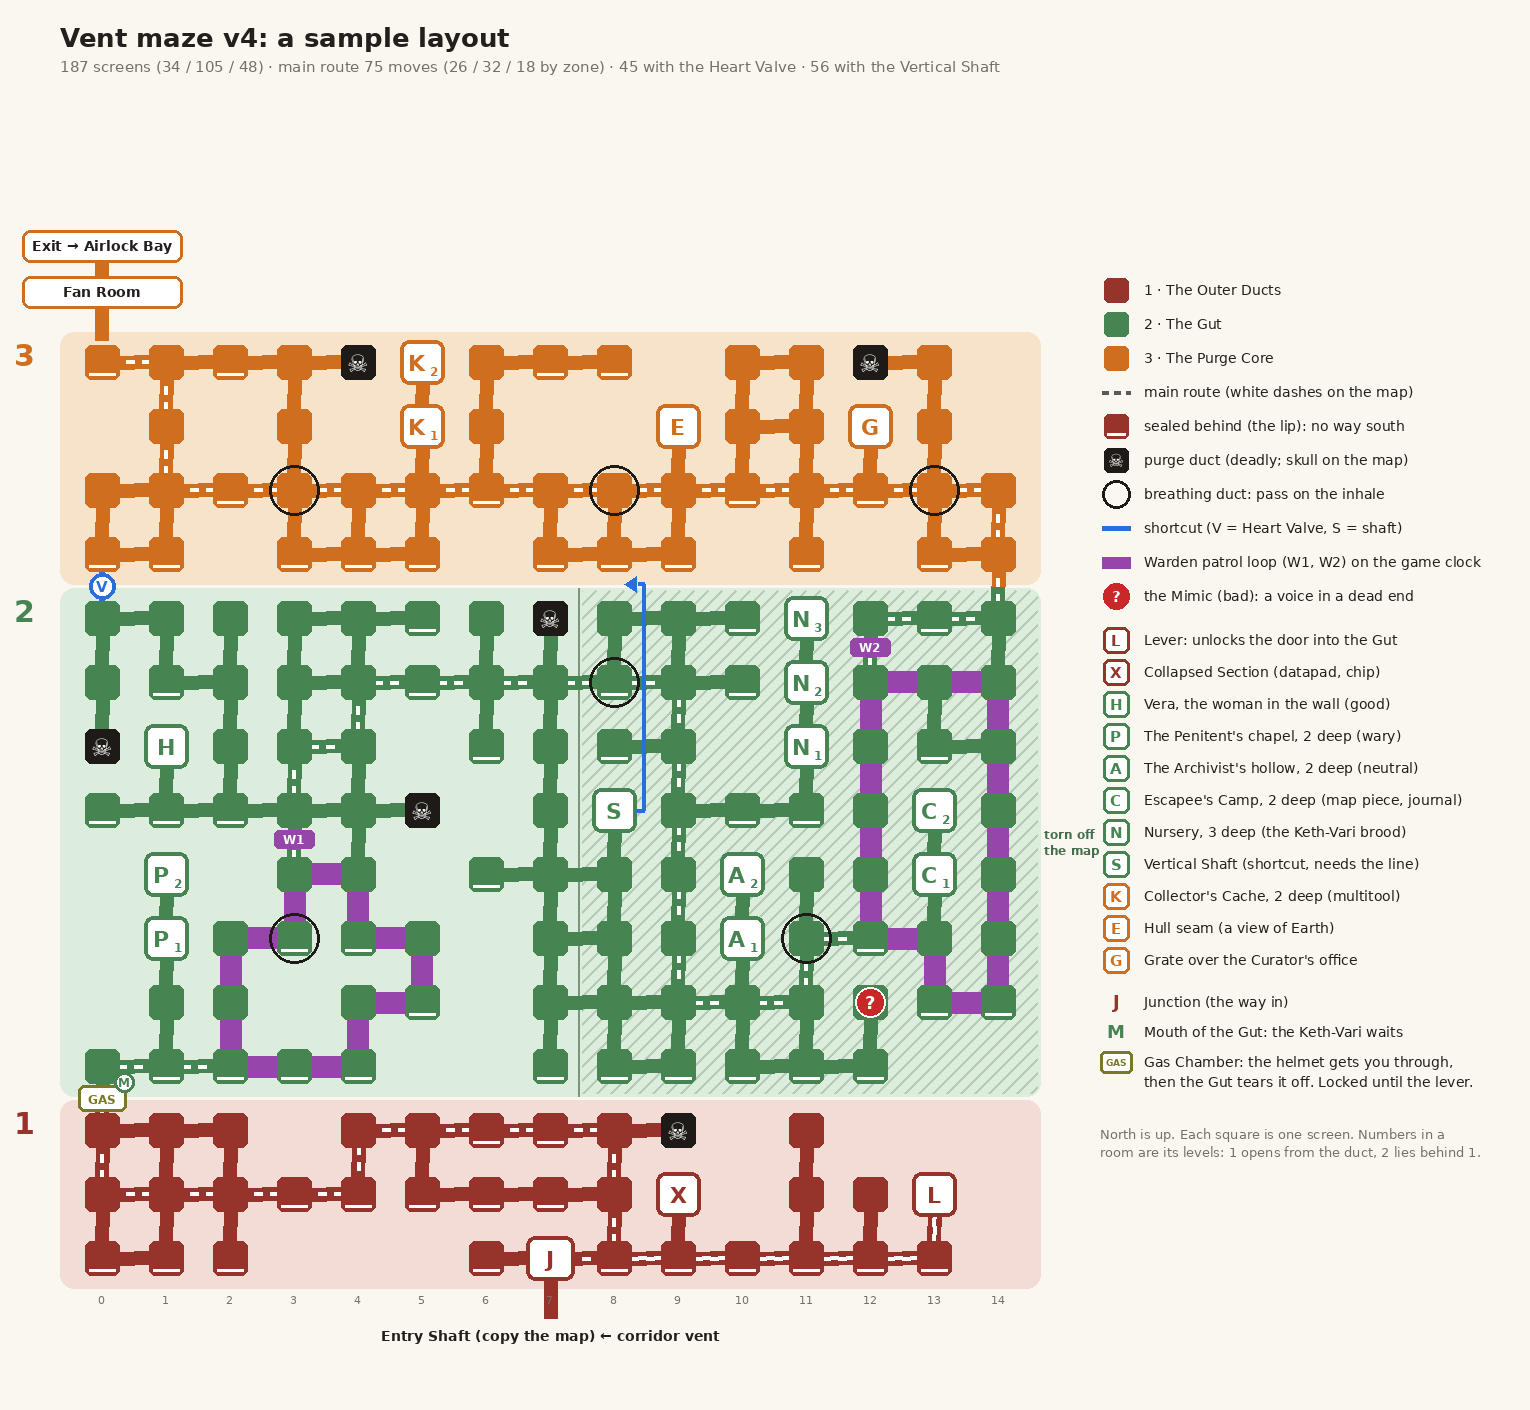 Vent maze v4: a sample layout
187 screens (34 / 105 / 48) · main route 75 moves (26 / 32 / 18 by zone) · 45 with the Heart Valve · 56 with the Vertical Shaft
Exit → Airlock Bay
Fan Room
3
K 2
K 1
E
G
V
2
N 3
W2
N 2
H
N 1
S
C 2
W1
torn off
the map
P 2
A 2
C 1
P 1
A 1
?
M
GAS
1
X
L
J
0 1 2 3 4 5 6 7 8 9 10 11 12 13 14
Entry Shaft (copy the map) ← corridor vent
1 · The Outer Ducts
2 · The Gut
3 · The Purge Core
main route (white dashes on the map)
sealed behind (the lip): no way south
purge duct (deadly; skull on the map)
breathing duct: pass on the inhale
shortcut (V = Heart Valve, S = shaft)
Warden patrol loop (W1, W2) on the game clock
? the Mimic (bad): a voice in a dead end
L Lever: unlocks the door into the Gut
X Collapsed Section (datapad, chip)
H Vera, the woman in the wall (good)
P The Penitent's chapel, 2 deep (wary)
A The Archivist's hollow, 2 deep (neutral)
C Escapee's Camp, 2 deep (map piece, journal)
N Nursery, 3 deep (the Keth-Vari brood)
S Vertical Shaft (shortcut, needs the line)
K Collector's Cache, 2 deep (multitool)
E Hull seam (a view of Earth)
G Grate over the Curator's office
J Junction (the way in)
M Mouth of the Gut: the Keth-Vari waits
GAS Gas Chamber: the helmet gets you through,
then the Gut tears it off. Locked until the lever.
North is up. Each square is one screen. Numbers in a
room are its levels: 1 opens from the duct, 2 lies behind 1.